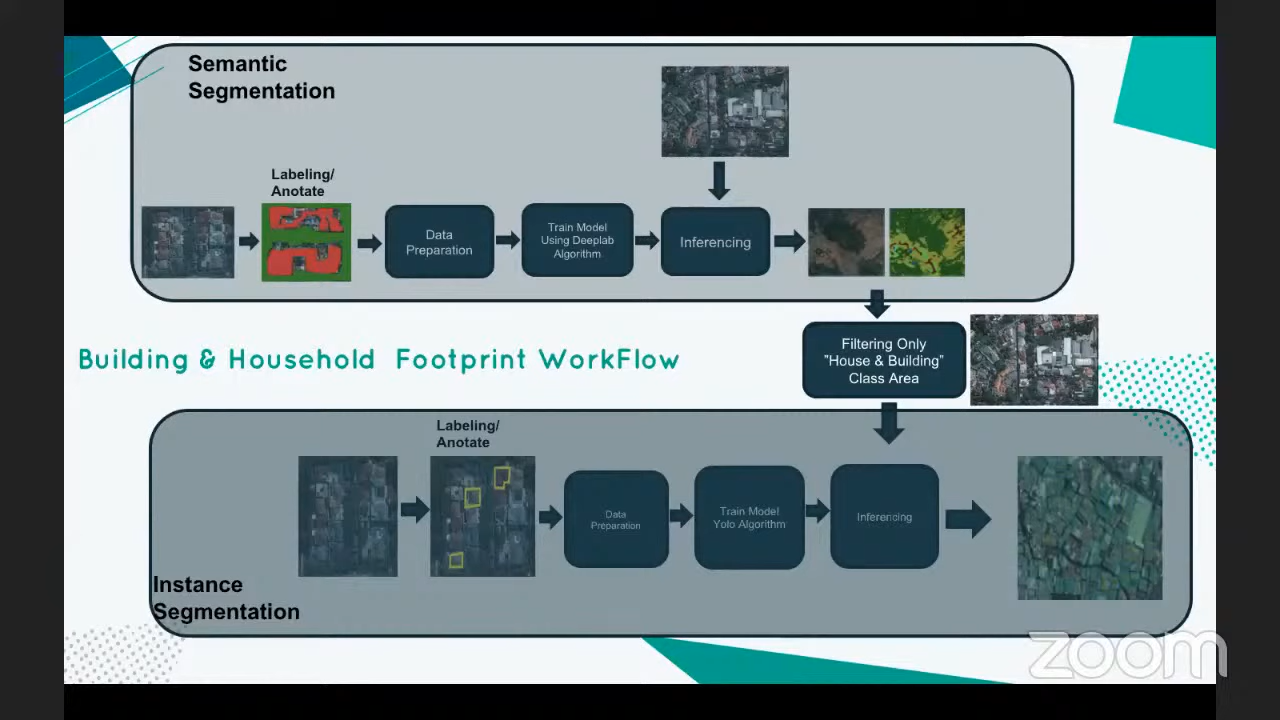 Semantic
Segmentation
Labeling/
Anotate
Data
Preparation
Train Model
Using Deeplab
Algorithm
Inferencing
Building & Household Footprint WorkFlow
Filtering Only
"House & Building"
Class Area
Labeling/
Anotate
Data
Preparation
Train Model
Yolo Algorithm
Inferencing
Instance
Segmentation
zoom